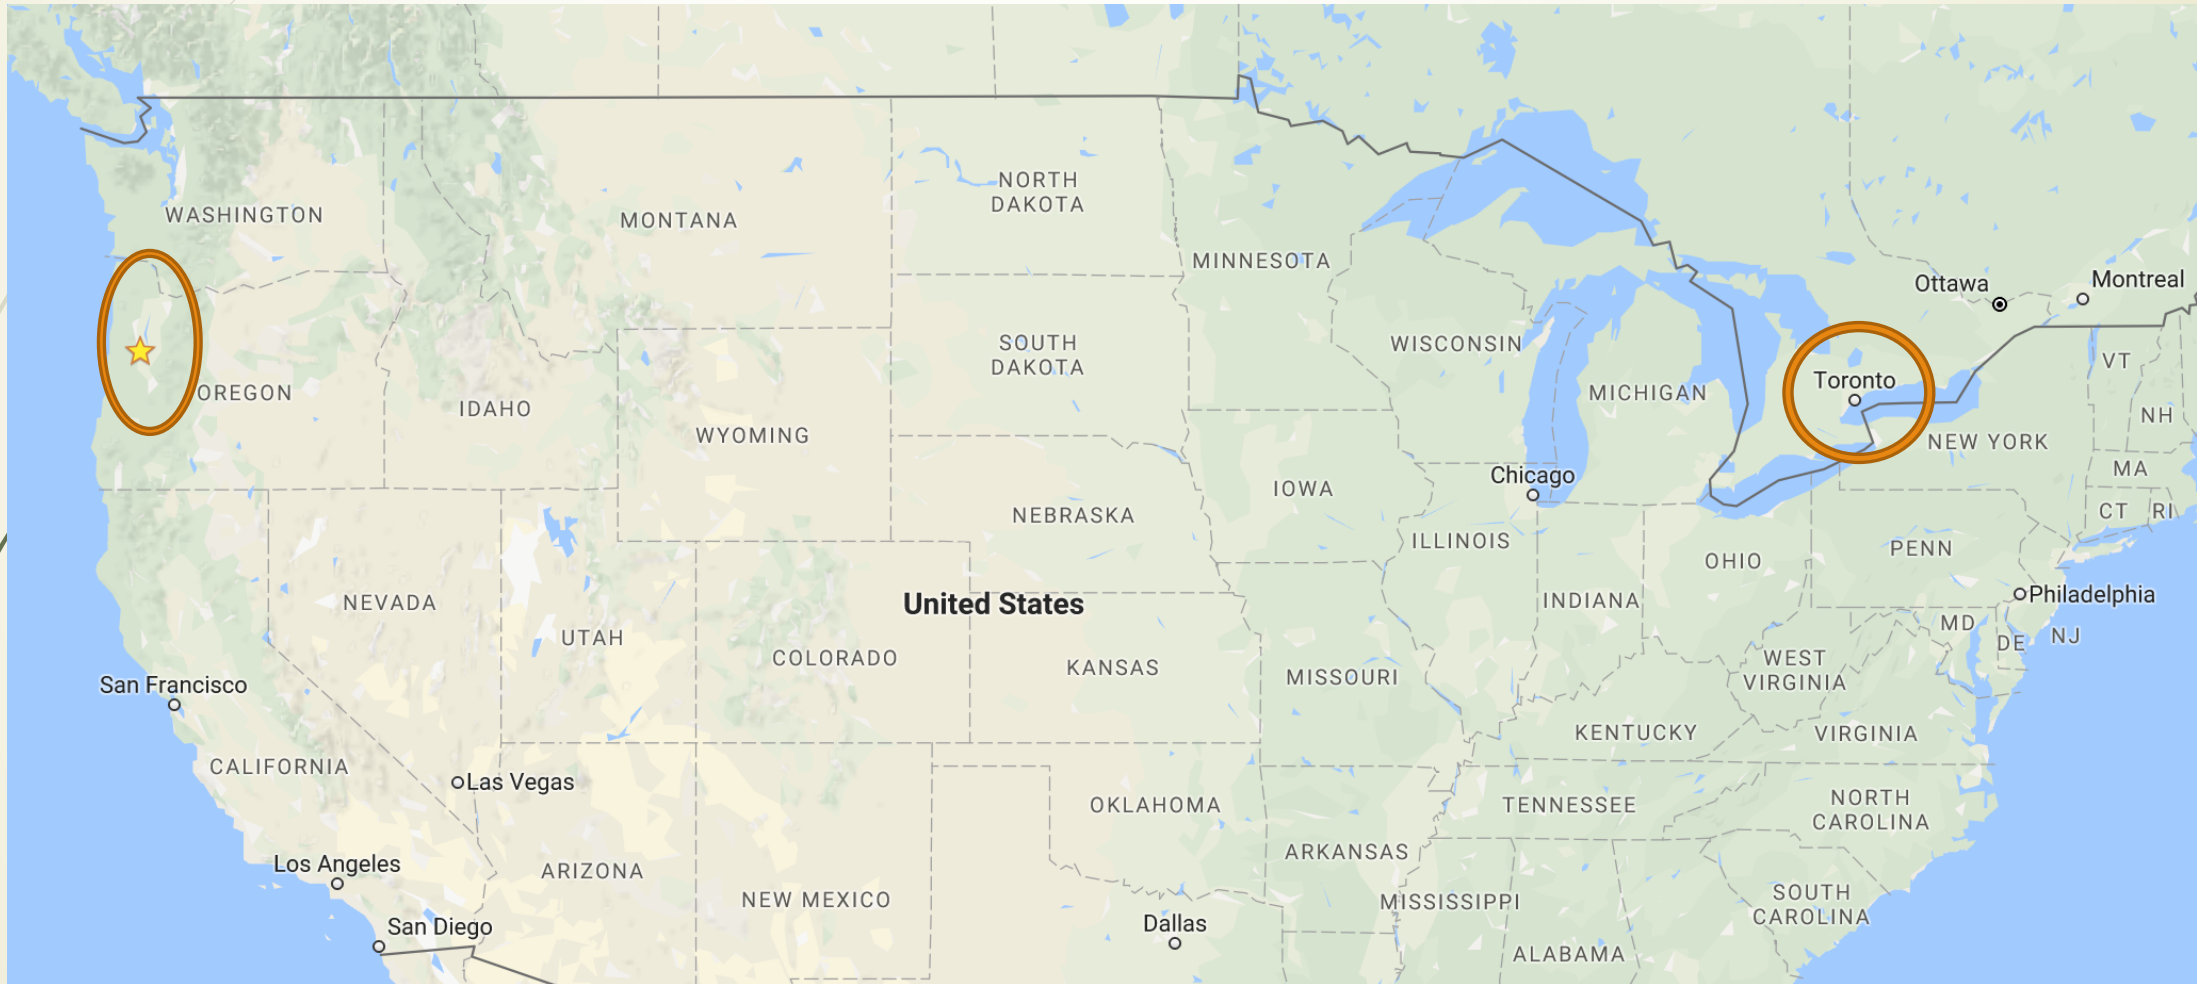 NORTH
DAKOTA
WASHINGTON
MONTANA
MINNESOTA
Ottawa
Montreal
WISCONSIN
SOUTH
DAKOTA
VT
Toronto
OREGON
IDAHO
MICHIGAN
NH
WYOMING
NEW YORK
MA
Chicago
IOWA
NEBRASKA
CT
RI
ILLINOIS
OHIO
PENN
NEVADA
United States
INDIANA
Philadelphia
MD
DE
NJ
UTAH
COLORADO
KANSAS
MISSOURI
WEST
VIRGINIA
San Francisco
KENTUCKY
VIRGINIA
CALIFORNIA
Las Vegas
OKLAHOMA
TENNESSEE
NORTH
CAROLINA
Los Angeles
ARIZONA
ARKANSAS
NEW MEXICO
MISSISSIPPI
SOUTH
CAROLINA
San Diego
Dallas
ALABAMA